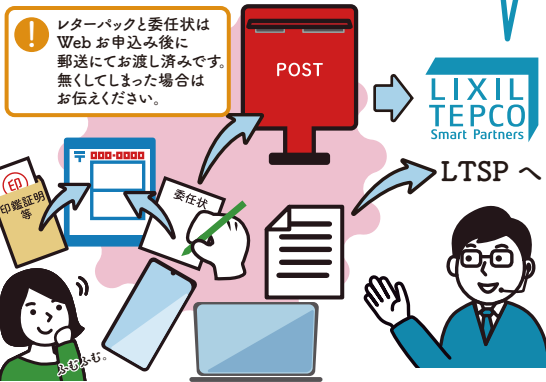 !
レターパックと委任状は
Web お申込み後に
郵送にてお渡し済みです。
無くしてしまった場合は
お伝えください。
POST
LIXIL
TEPCO
Smart Partners
LTSP へ
〒 000-0000
印
印鑑証明
等
委任状
ふむふむ。